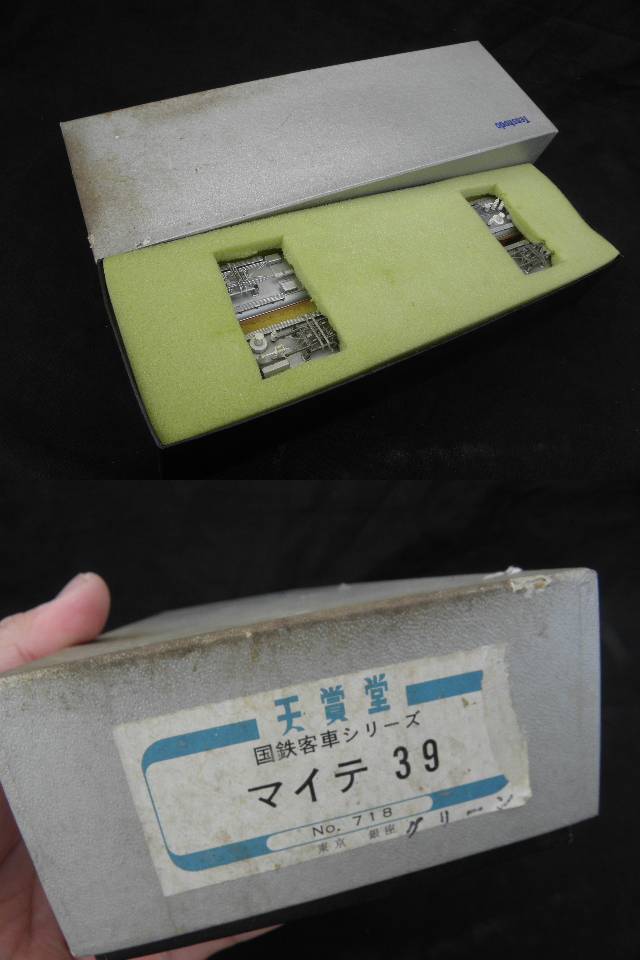 Tenshodo
天賞堂
国鉄客車シリーズ
マイテ 39
No. 718
東京 銀座
グリーン